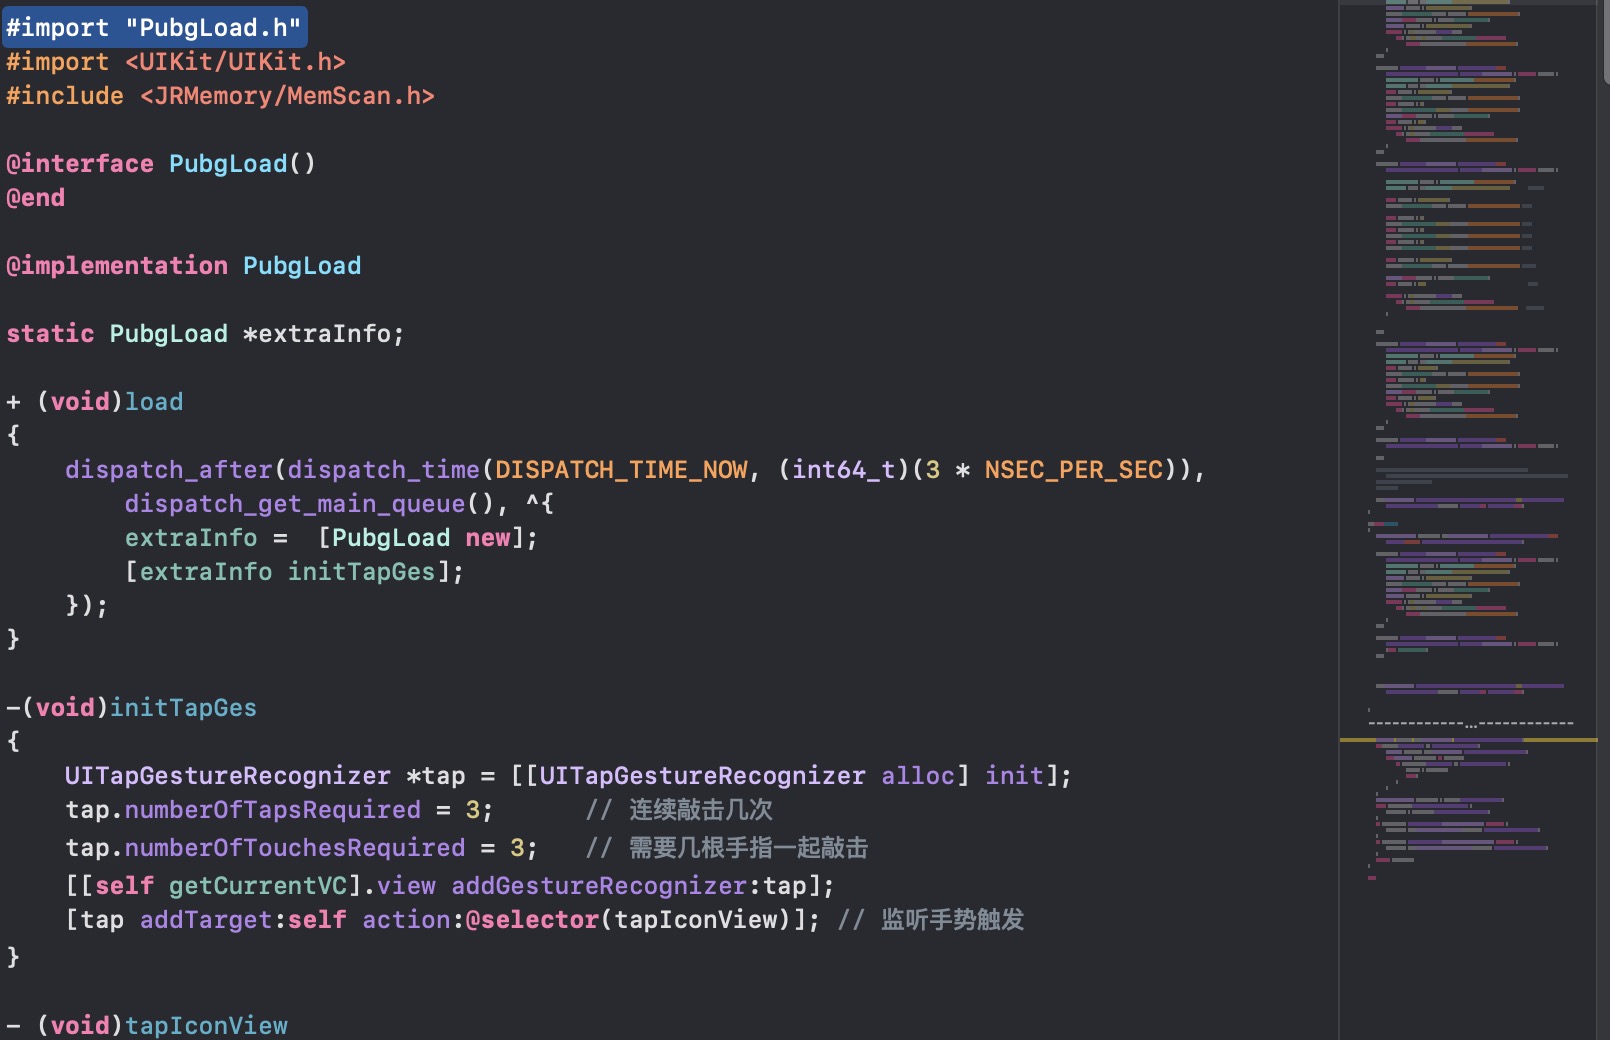 #import "PubgLoad.h"
#import <UIKit/UIKit.h>
#include <JRMemory/MemScan.h>
@interface PubgLoad()
@end
@implementation PubgLoad
static PubgLoad *extraInfo;
+ (void)load
{
dispatch_after(dispatch_time(DISPATCH_TIME_NOW, (int64_t)(3 * NSEC_PER_SEC)),
dispatch_get_main_queue(), ^{
extraInfo =  [PubgLoad new];
[extraInfo initTapGes];
});
}
-(void)initTapGes
{
UITapGestureRecognizer *tap = [[UITapGestureRecognizer alloc] init];
tap.numberOfTapsRequired = 3;      // 连续敲击几次
tap.numberOfTouchesRequired = 3;   // 需要几根手指一起敲击
[[self getCurrentVC].view addGestureRecognizer:tap];
[tap addTarget:self action:@selector(tapIconView)]; // 监听手势触发
}
- (void)tapIconView